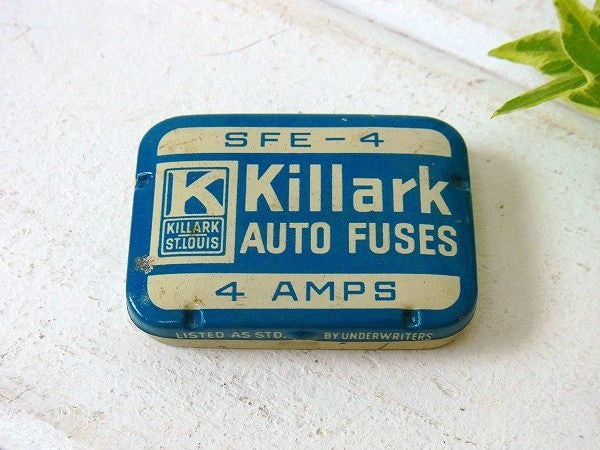 SFE-4
K
KILLARK
ST.LOUIS
Killark
AUTO FUSES
4 AMPS
LISTED AS STD. BY UNDERWRITERS